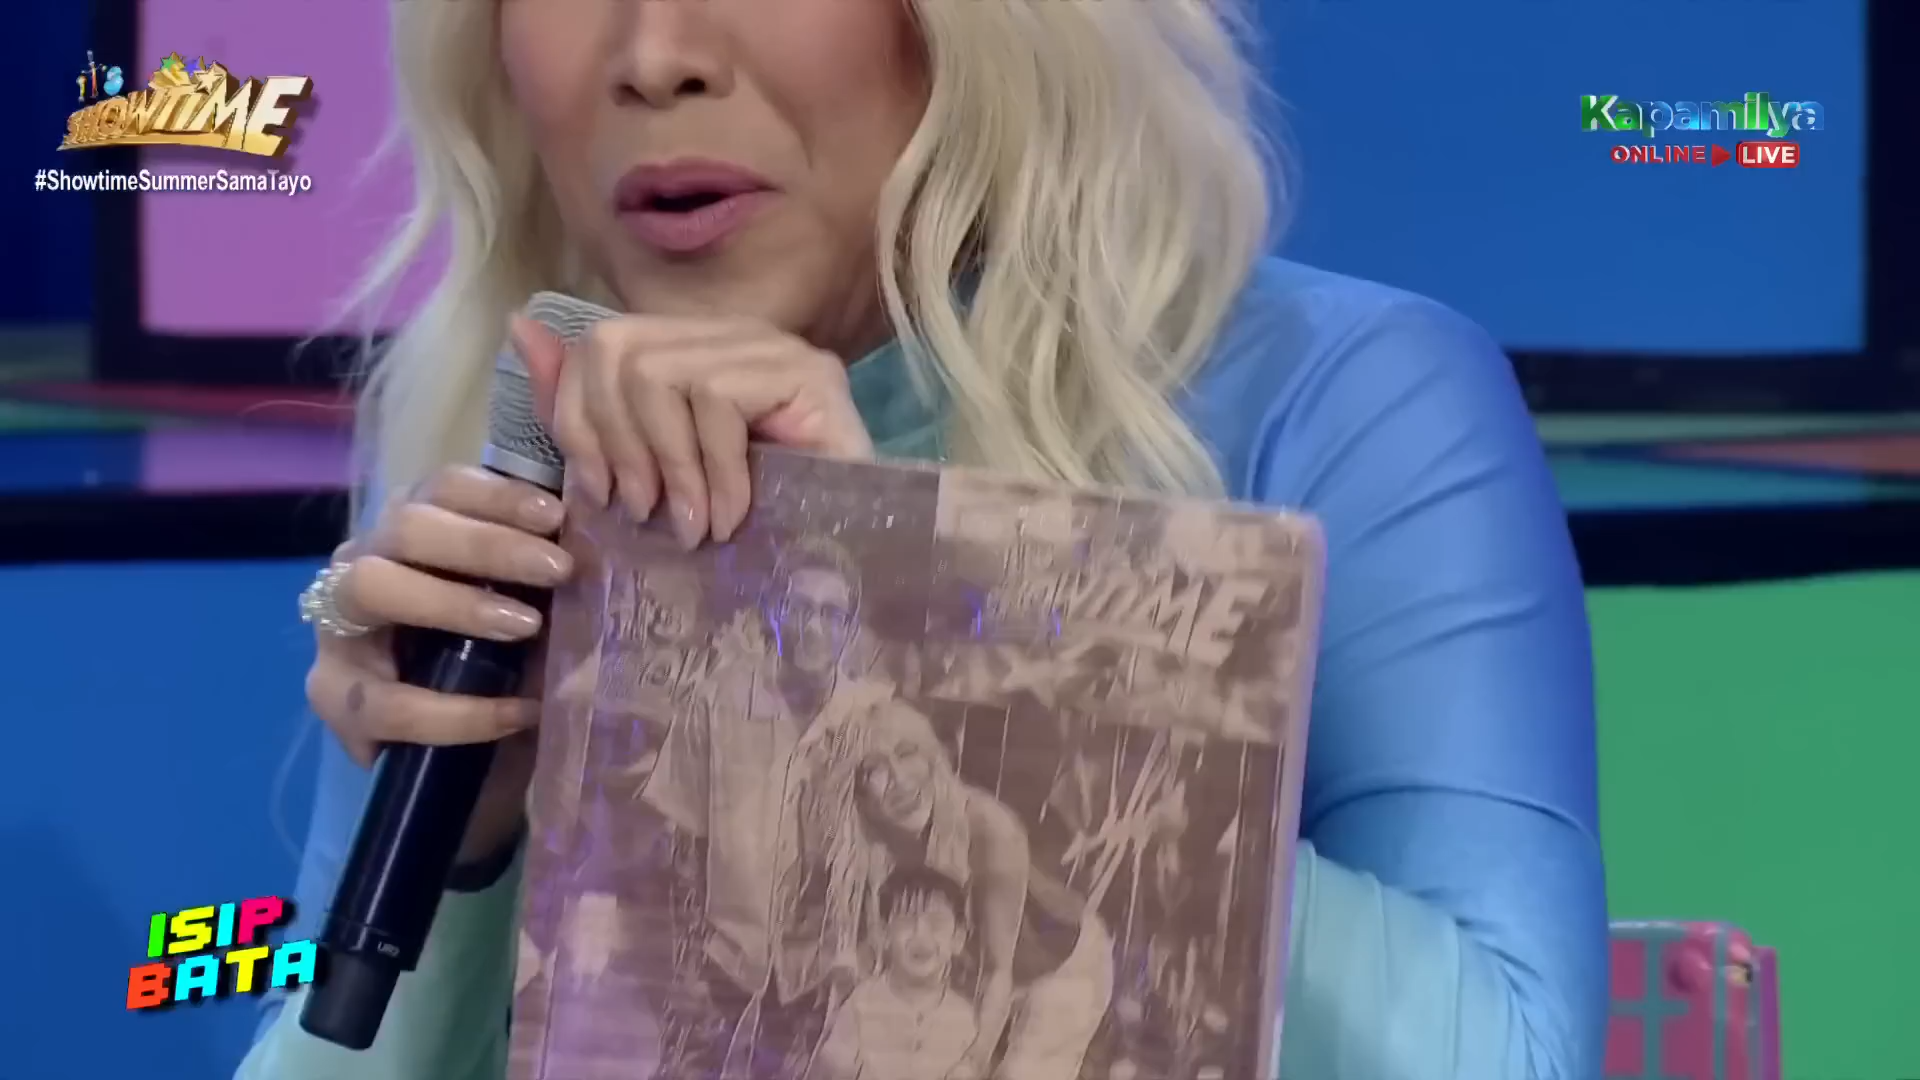 it's
SHOWTIME
#ShowtimeSummerSamaTayo
Kapamilya
ONLINE LIVE
SHOWTIME
ISIP
BATA